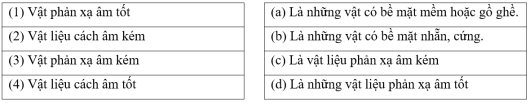 (1) Vật phản xạ âm tốt
(2) Vật liệu cách âm kém
(3) Vật phản xạ âm kém
(4) Vật liệu cách âm tốt
(a) Là những vật có bề mặt mềm hoặc gồ ghề.
(b) Là những vật có bề mặt nhẵn, cứng.
(c) Là vật liệu phản xạ âm kém
(d) Là những vật liệu phản xạ âm tốt